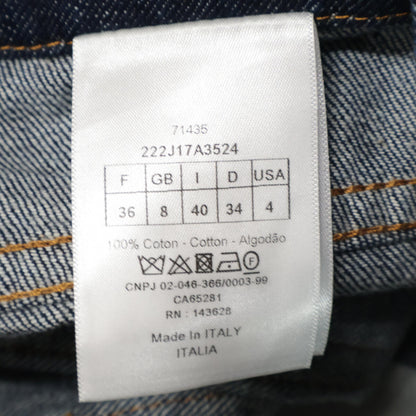 71435
222J17A3524
F GB I D USA
36 8 40 34 4
100% Coton - Cotton - Algodão
F
CNPJ 02-046-366/0003-99
CA65281
RN : 143628
Made In ITALY
ITALIA